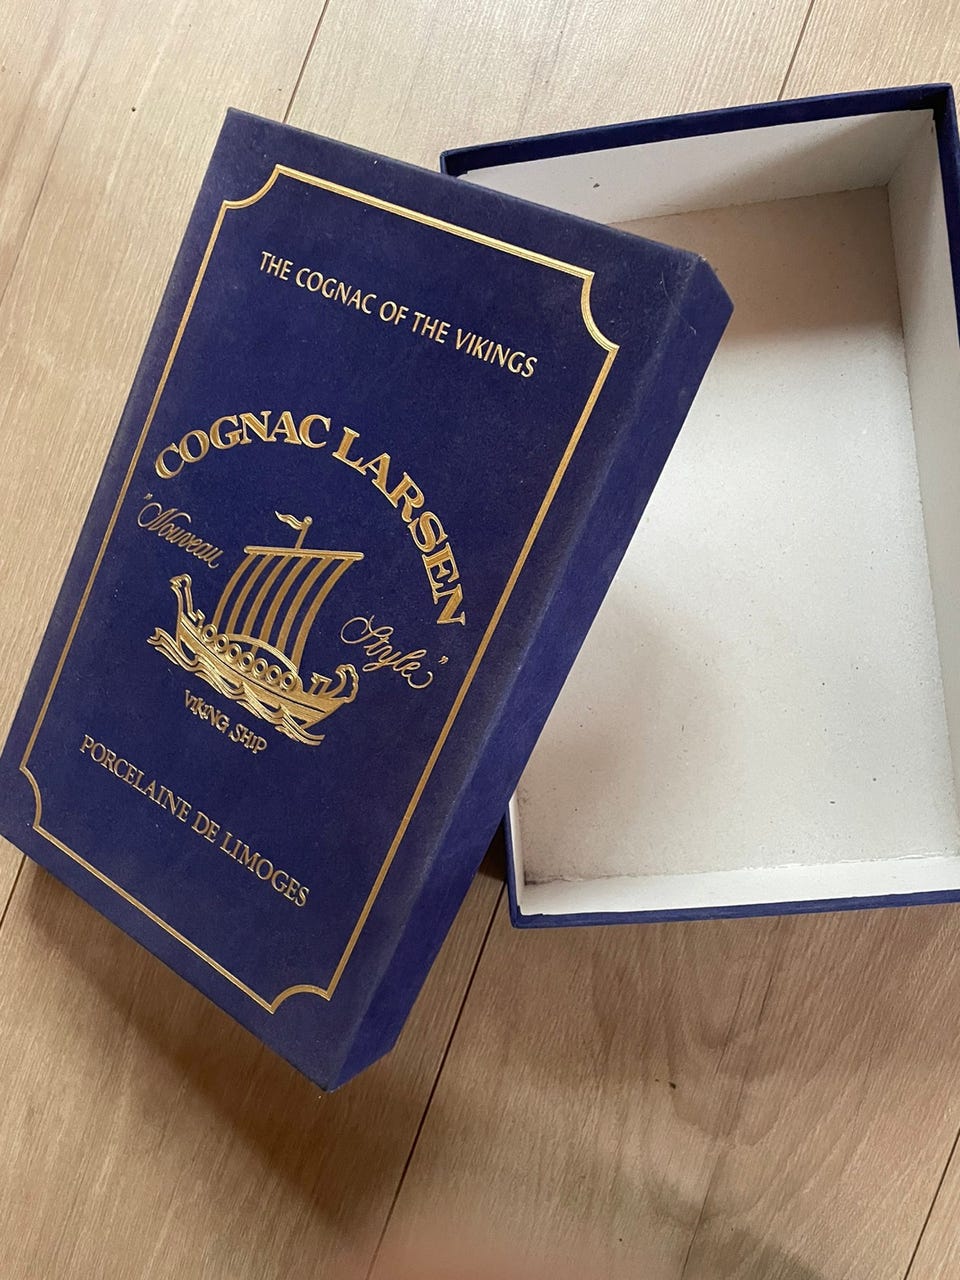 THE COGNAC OF THE VIKINGS
COGNAC LARSEN
"Nouveau
Style"
VIKING SHIP
PORCELAINE DE LIMOGES